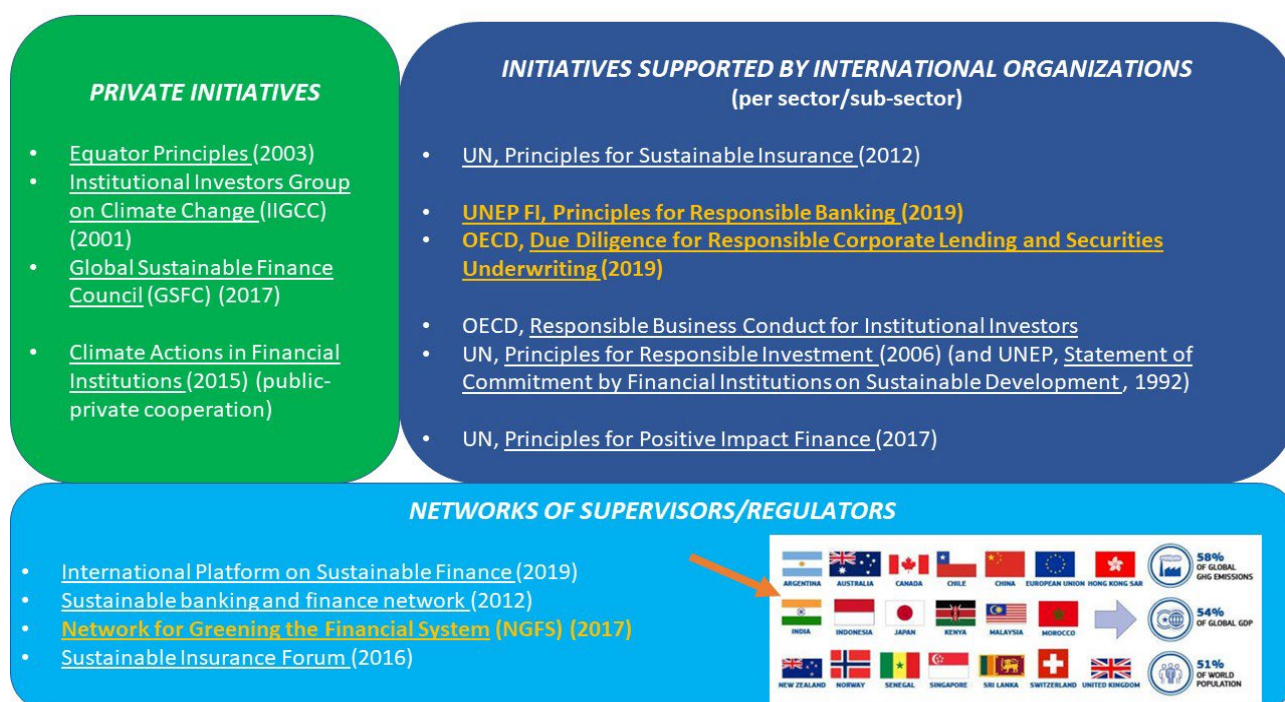 PRIVATE INITIATIVES
• Equator Principles (2003)
• Institutional Investors Group
on Climate Change (IIGCC)
(2001)
• Global Sustainable Finance
Council (GSFC) (2017)
• Climate Actions in Financial
Institutions (2015) (public-
private cooperation)
INITIATIVES SUPPORTED BY INTERNATIONAL ORGANIZATIONS
(per sector/sub-sector)
• UN, Principles for Sustainable Insurance (2012)
• UNEP FI, Principles for Responsible Banking (2019)
• OECD, Due Diligence for Responsible Corporate Lending and Securities
Underwriting (2019)
• OECD, Responsible Business Conduct for Institutional Investors
• UN, Principles for Responsible Investment (2006) (and UNEP, Statement of
Commitment by Financial Institutions on Sustainable Development , 1992)
• UN, Principles for Positive Impact Finance (2017)
NETWORKS OF SUPERVISORS/REGULATORS
• International Platform on Sustainable Finance (2019)
• Sustainable banking and finance network (2012)
• Network for Greening the Financial System (NGFS) (2017)
• Sustainable Insurance Forum (2016)
ARGENTINA AUSTRALIA CANADA CHILE CHINA EUROPEAN UNION HONG KONG SAR
58%
OF GLOBAL
GHG EMISSIONS
INDIA INDONESIA JAPAN KENYA MALAYSIA MOROCCO
54%
OF GLOBAL GDP
NEW ZEALAND NORWAY SENEGAL SINGAPORE SRI LANKA SWITZERLAND UNITED KINGDOM
51%
OF WORLD
POPULATION